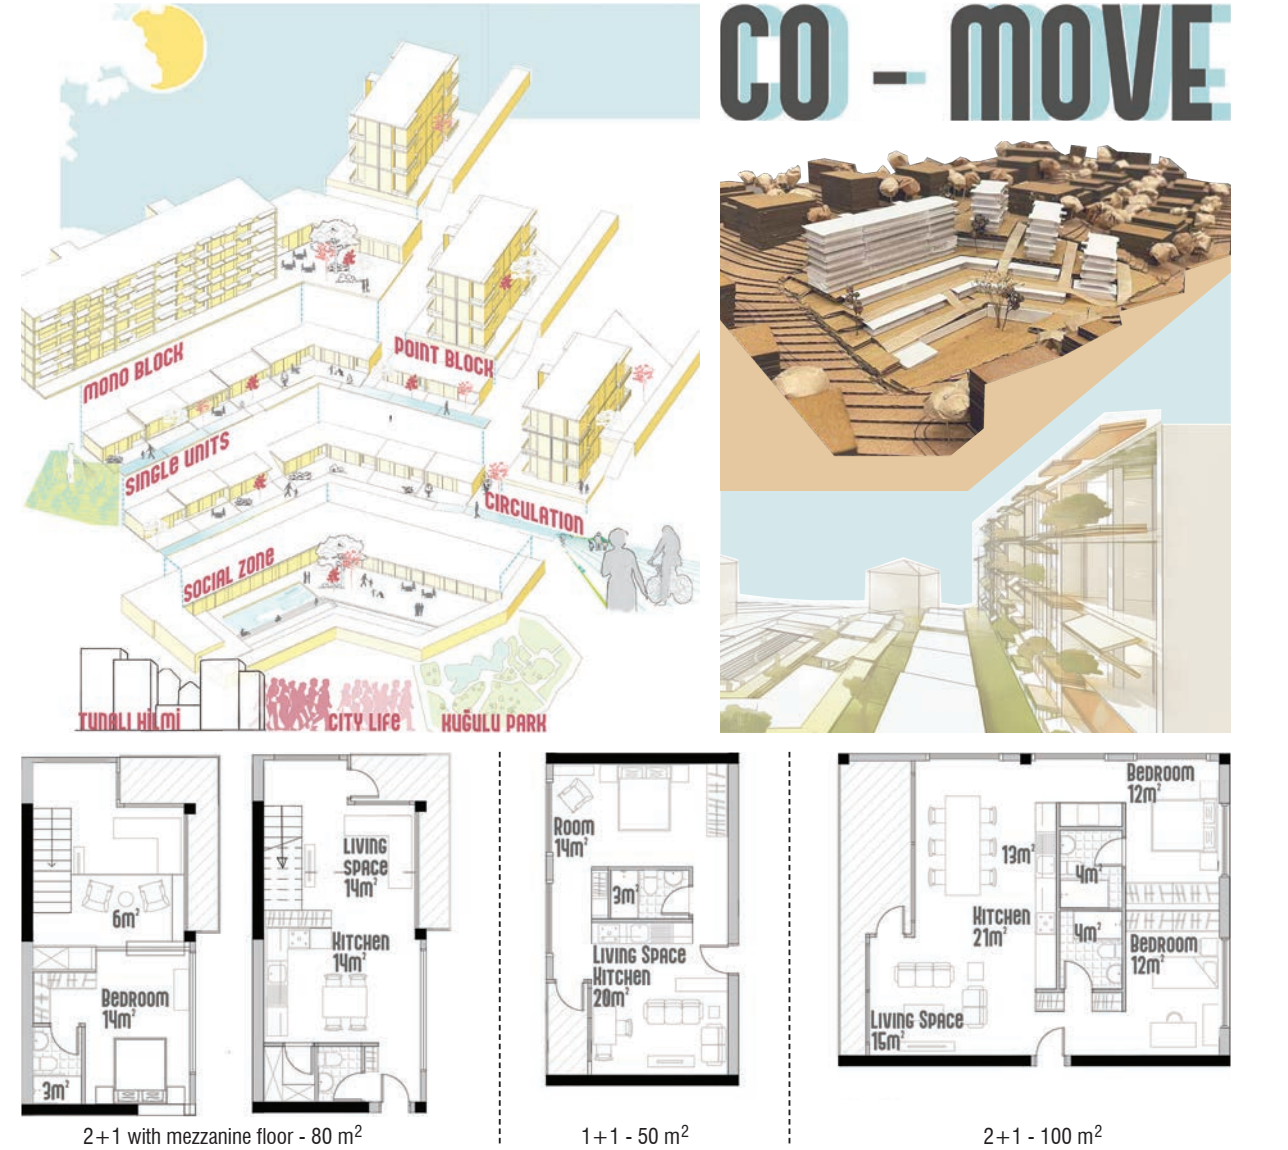 CO - MOVE
MONO BLOCK
POINT BLOCK
SINGLE UNITS
CIRCULATION
SOCIAL ZONE
TUNALI HİLMİ
CITY LIFE
KUĞULU PARK
6m²
Bedroom
14m²
3m²
Living
space
14m²
Kitchen
14m²
2+1 with mezzanine floor - 80 m²
Room
14m²
3m²
Living Space
Kitchen
20m²
1+1 - 50 m²
Bedroom
12m²
13m²
4m²
Kitchen
21m²
4m²
Bedroom
12m²
Living Space
15m²
2+1 - 100 m²